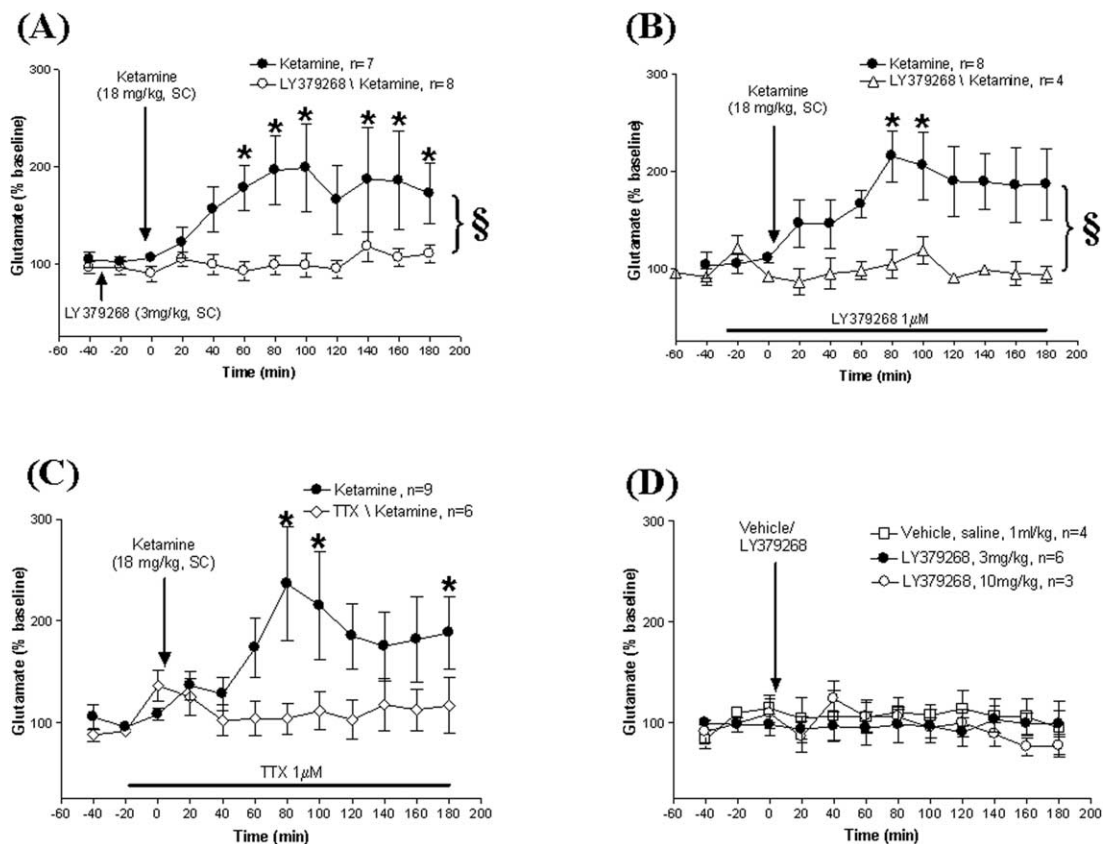 (A)
Ketamine, n=7
LY379268 \ Ketamine, n=8
Ketamine
(18 mg/kg, SC)
300
200
100
Glutamate (% baseline)
* * * * * *
§
LY379268 (3mg/kg, SC)
-60 -40 -20 0 20 40 60 80 100 120 140 160 180 200
Time (min)
(B)
Ketamine, n=8
LY379268 \ Ketamine, n=4
Ketamine
(18 mg/kg, SC)
300
200
100
Glutamate (% baseline)
* *
§
LY379268 1µM
-60 -40 -20 0 20 40 60 80 100 120 140 160 180 200
Time (min)
(C)
Ketamine, n=9
TTX \ Ketamine, n=6
Ketamine
(18 mg/kg, SC)
300
200
100
Glutamate (% baseline)
* * *
TTX 1µM
-60 -40 -20 0 20 40 60 80 100 120 140 160 180 200
Time (min)
(D)
Vehicle/
LY379268
Vehicle, saline, 1ml/kg, n=4
LY379268, 3mg/kg, n=6
LY379268, 10mg/kg, n=3
300
200
100
Glutamate (% baseline)
-60 -40 -20 0 20 40 60 80 100 120 140 160 180 200
Time (min)